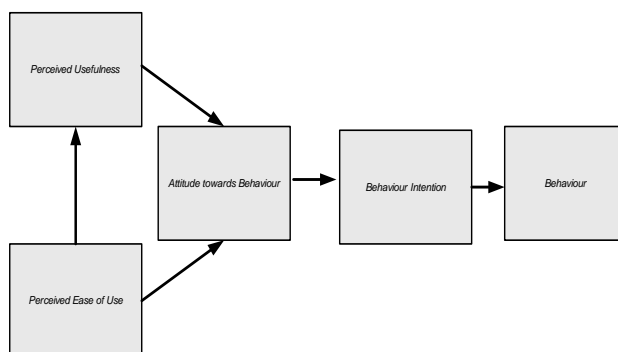 Perceived Usefulness
Attitude towards Behaviour
Behaviour Intention
Behaviour
Perceived Ease of Use